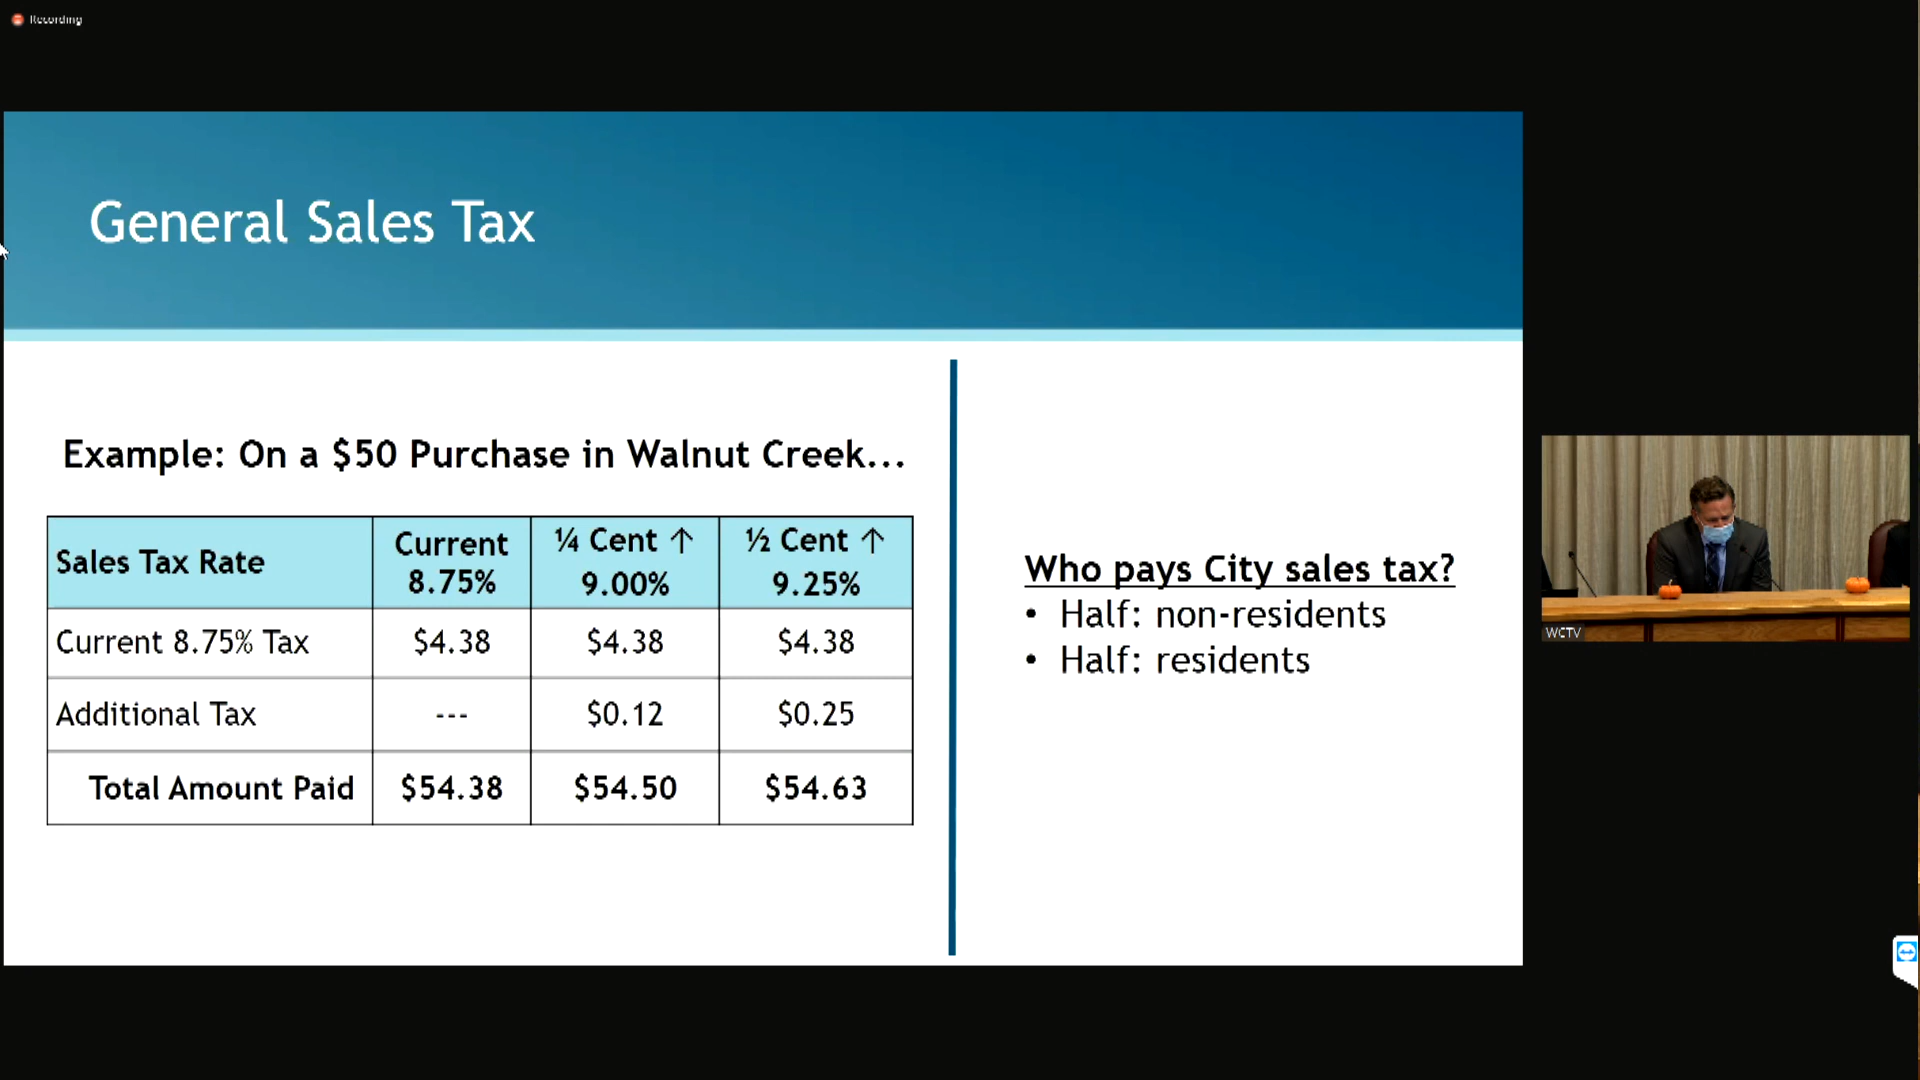 Recording
General Sales Tax
Example: On a $50 Purchase in Walnut Creek...
Sales Tax Rate
Current
8.75%
¼ Cent ↑
9.00%
½ Cent ↑
9.25%
Current 8.75% Tax $4.38 $4.38 $4.38
Additional Tax --- $0.12 $0.25
Total Amount Paid $54.38 $54.50 $54.63
Who pays City sales tax?
• Half: non-residents
• Half: residents
WCTV